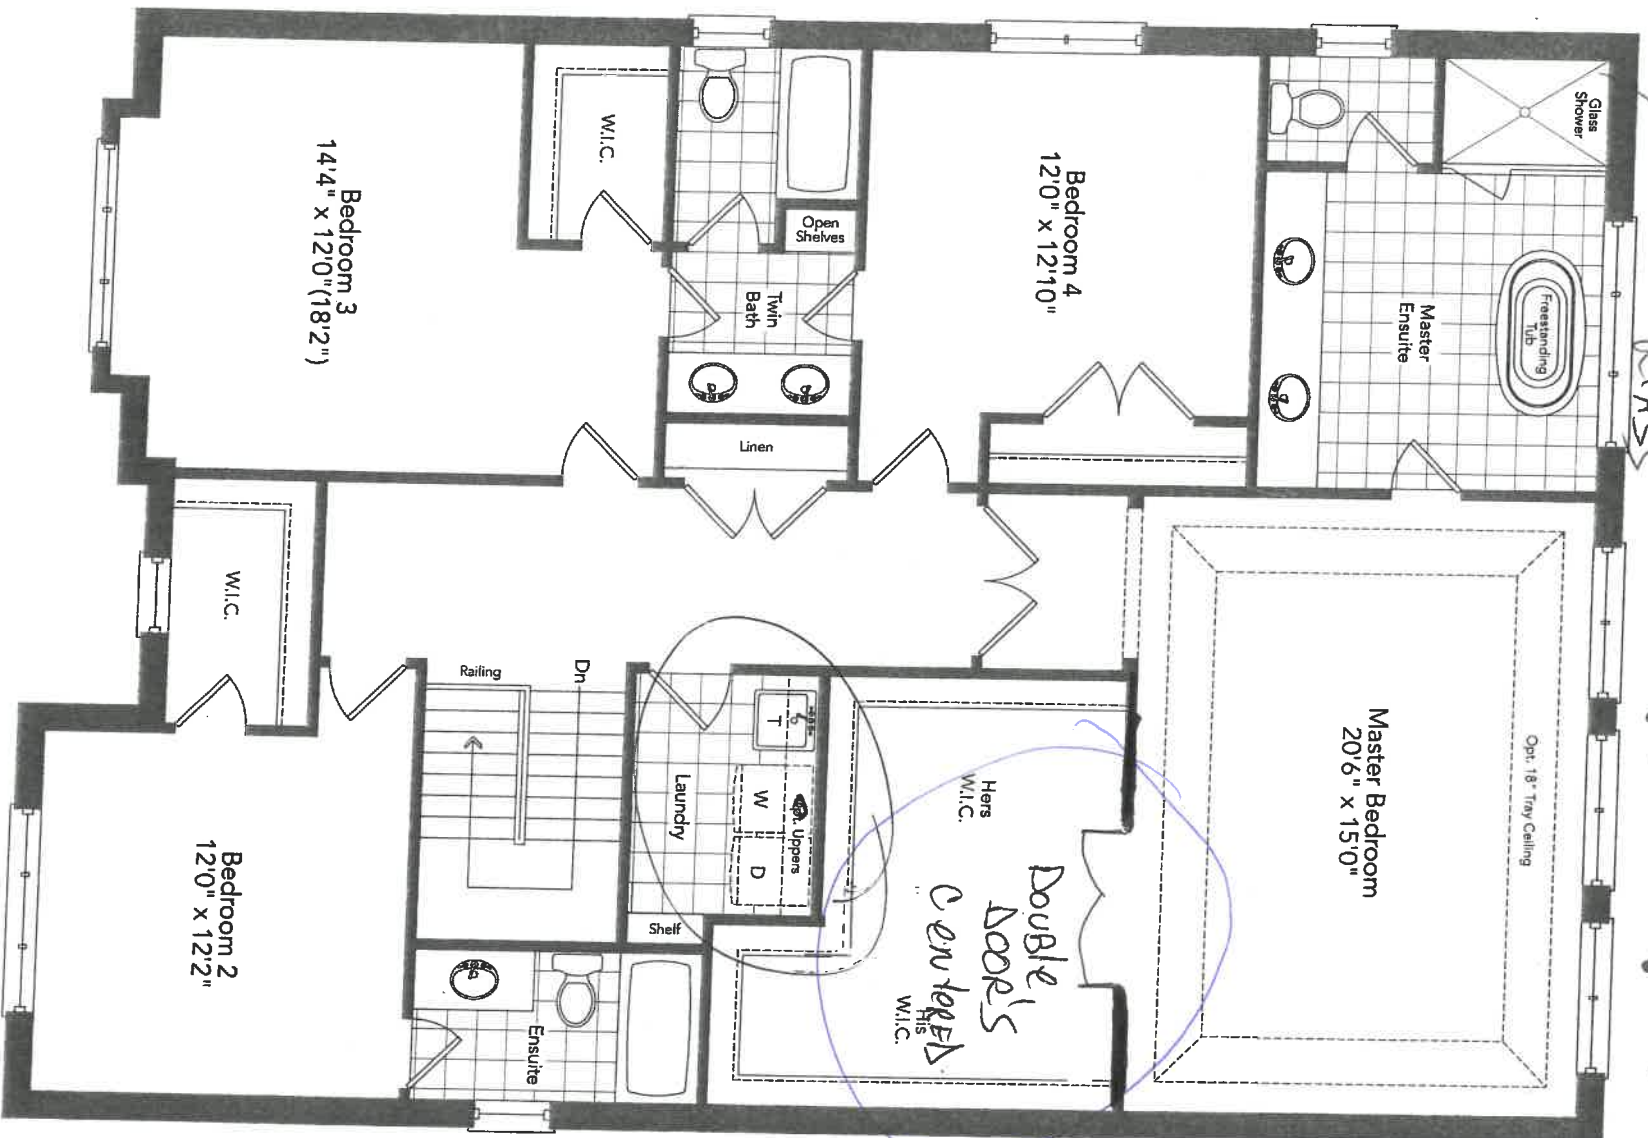 Glass
Shower
Freestanding
Tub
Master
Ensuite
Bedroom 4
12'0" x 12'10"
Open
Shelves
Twin
Bath
W.I.C.
Bedroom 3
14'4" x 12'0"(18'2")
Linen
Opt. 18" Tray Ceiling
Master Bedroom
20'6" x 15'0"
W.I.C.
Railing
Dn
T
W
D
Uppers
Laundry
Shelf
Hers
W.I.C.
DOUBLE
DOOR'S
CENTERED
His
W.I.C.
Bedroom 2
12'0" x 12'2"
Ensuite